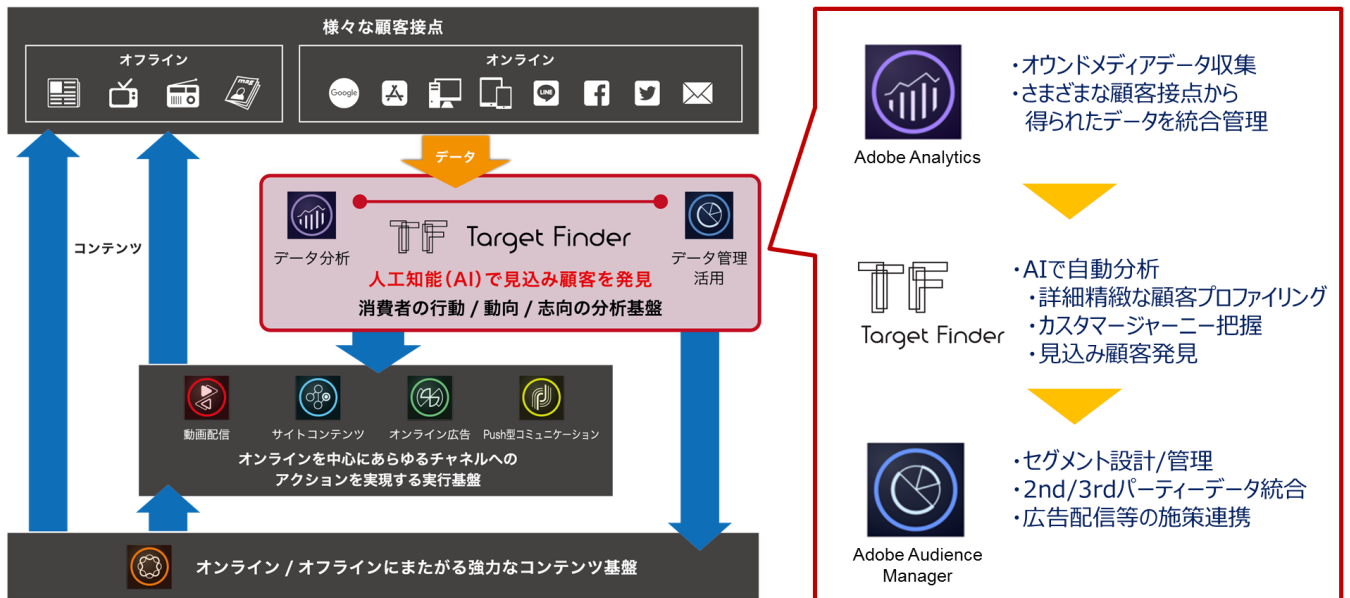 様々な顧客接点
オフライン
オンライン
mag
Google
LINE
データ
コンテンツ
データ分析
TF Target Finder
データ管理
活用
人工知能(AI)で見込み顧客を発見
消費者の行動 / 動向 / 志向の分析基盤
動画配信
サイトコンテンツ
オンライン広告
Push型コミュニケーション
オンラインを中心にあらゆるチャネルへの
アクションを実現する実行基盤
オンライン / オフラインにまたがる強力なコンテンツ基盤
Adobe Analytics
・オウンドメディアデータ収集
・さまざまな顧客接点から
得られたデータを統合管理
TF
Target Finder
・AIで自動分析
・詳細精緻な顧客プロファイリング
・カスタマージャーニー把握
・見込み顧客発見
Adobe Audience
Manager
・セグメント設計/管理
・2nd/3rdパーティーデータ統合
・広告配信等の施策連携